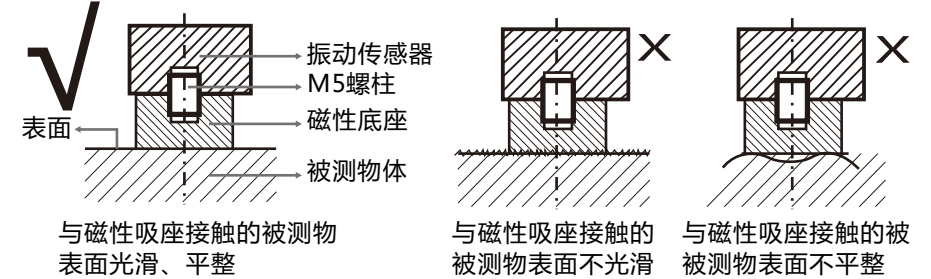 振动传感器
M5螺柱
表面
磁性底座
被测物体
与磁性吸座接触的被测物
表面光滑、平整
与磁性吸座接触的
被测物表面不光滑
与磁性吸座接触的被
被测物表面不平整